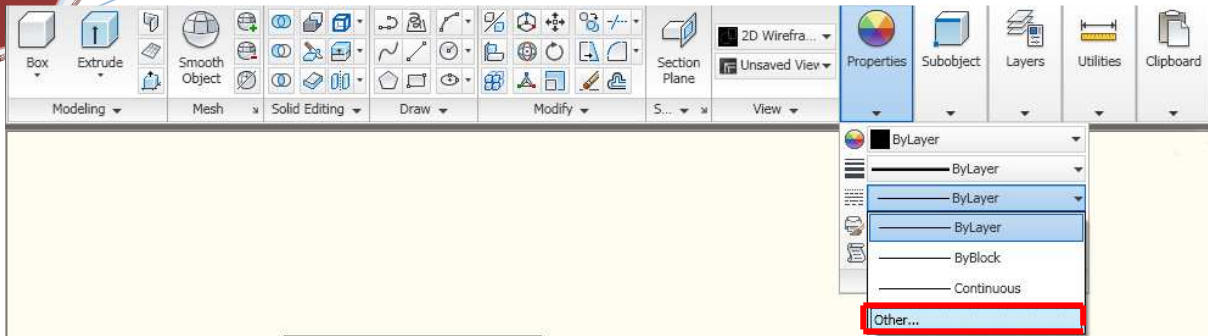 Box
Extrude
Smooth
Object
Section
Plane
2D Wirefra...
Unsaved View
Properties
Subobject
Layers
Utilities
Clipboard
Modeling
Mesh
Solid Editing
Draw
Modify
S...
View
ByLayer
ByLayer
ByLayer
ByLayer
ByBlock
Continuous
Other...